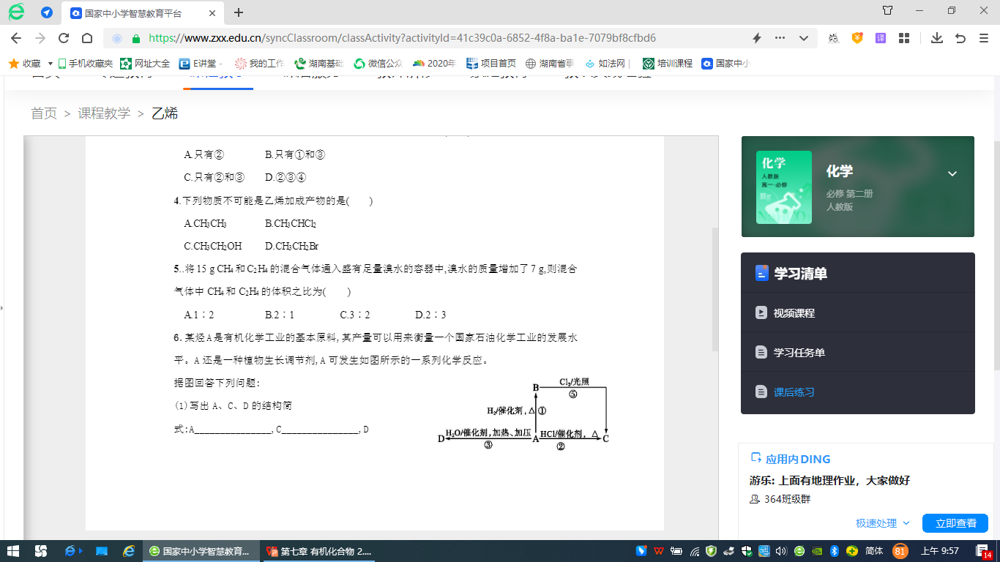 国家中小学智慧教育平台
https://www.zxx.edu.cn/syncClassroom/classActivity?activityId=41c39c0a-6852-4f8a-ba1e-7079bf8cfbd6
收藏 手机收藏夹 网址大全 E讲堂 - 我的工作 湖南基础 微信公众 2020年 项目首页 湖南省事 如法网 | 培训课程 国家中小
首页 > 课程教学 > 乙烯
A.只有② B.只有①和③
C.只有②和③ D.②③④
4.下列物质不可能是乙烯加成产物的是( )
A.CH3CH3 B.CH3CHCl2
C.CH3CH2OH D.CH3CH2Br
5..将 15 g CH4 和 C2H4 的混合气体通入盛有足量溴水的容器中,溴水的质量增加了 7 g,则混合
气体中 CH4 和 C2H4 的体积之比为( )
A.1∶2 B.2∶1 C.3∶2 D.2∶3
6. 某烃A是有机化学工业的基本原料,其产量可以用来衡量一个国家石油化学工业的发展水
平。A 还是一种植物生长调节剂,A 可发生如图所示的一系列化学反应。
据图回答下列问题:
(1)写出 A、C、D 的结构简
式:A_______________,C_______________,D
B Cl2/光照
⑤
H2/催化剂,△ ①
D H2O/催化剂,加热、加压 A HCl/催化剂, △ C
③ ②
化学
人教版
高一·必修
Hg
化学
必修 第二册
人教版
学习清单
视频课程
学习任务单
课后练习
应用内 DING
游乐: 上面有地理作业，大家做好
364班级群
极速处理 立即查看
国家中小学智慧教育... 第七章 有机化合物 2.... 简体 81 上午 9:57 14